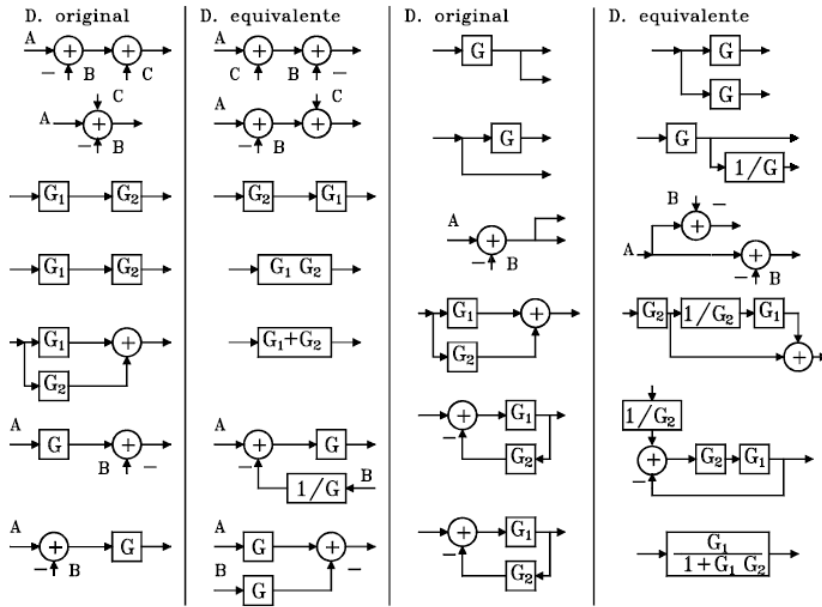 D. original D. equivalente D. original D. equivalente
A − B C
A C B −
G
G
G
C A − B
A C − B
G
G
G 1/G
G₁ G₂
G₂ G₁
A − B
B − A − B
G₁ G₂
G₁ G₂
G₁ G₂
G₁+G₂
G₁ G₂
G₂ 1/G₂ G₁
A G B −
A − G 1/G B
− G₁ G₂
1/G₂ − G₂ G₁
A − B G
A G B G −
− G₁ G₂
G₁
1+G₁ G₂